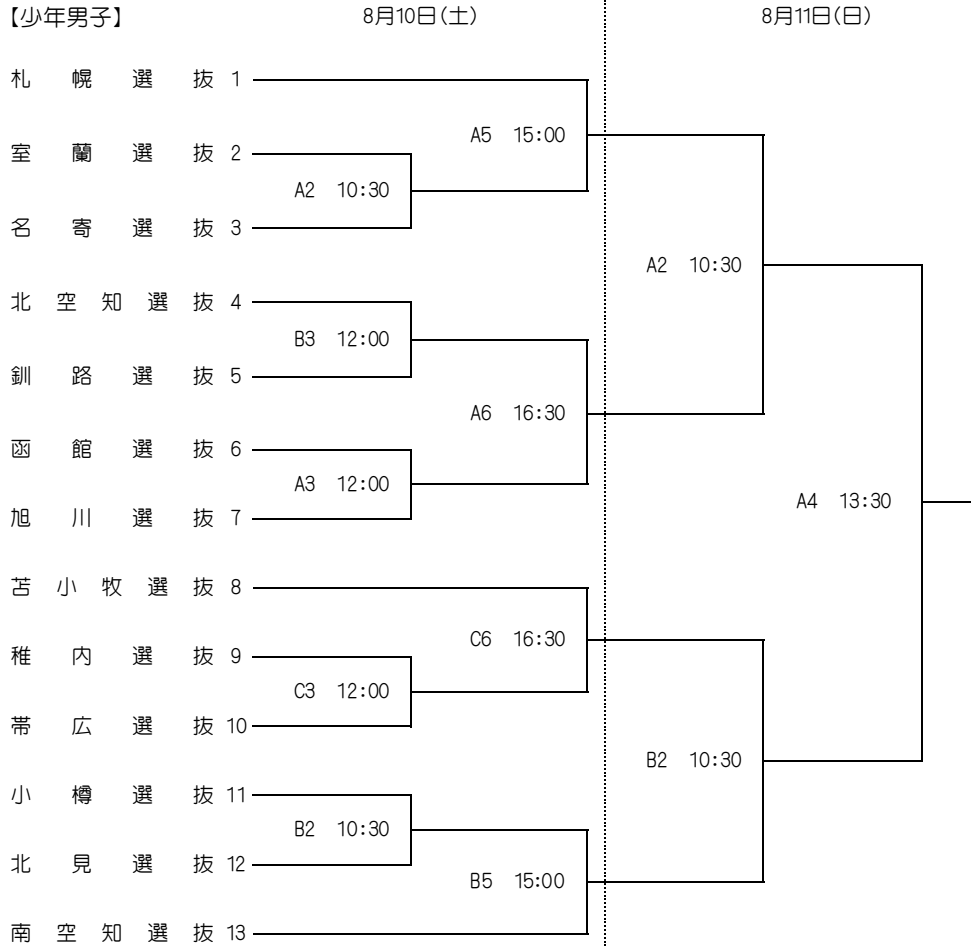 【少年男子】 8月10日(土) 8月11日(日)
札幌選抜 1
A5 15:00
室蘭選抜 2
A2 10:30
名寄選抜 3
A2 10:30
北空知選抜 4
B3 12:00
釧路選抜 5
A6 16:30
函館選抜 6
A3 12:00
旭川選抜 7
A4 13:30
苫小牧選抜 8
C6 16:30
稚内選抜 9
C3 12:00
帯広選抜 10
B2 10:30
小樽選抜 11
B2 10:30
北見選抜 12
B5 15:00
南空知選抜 13